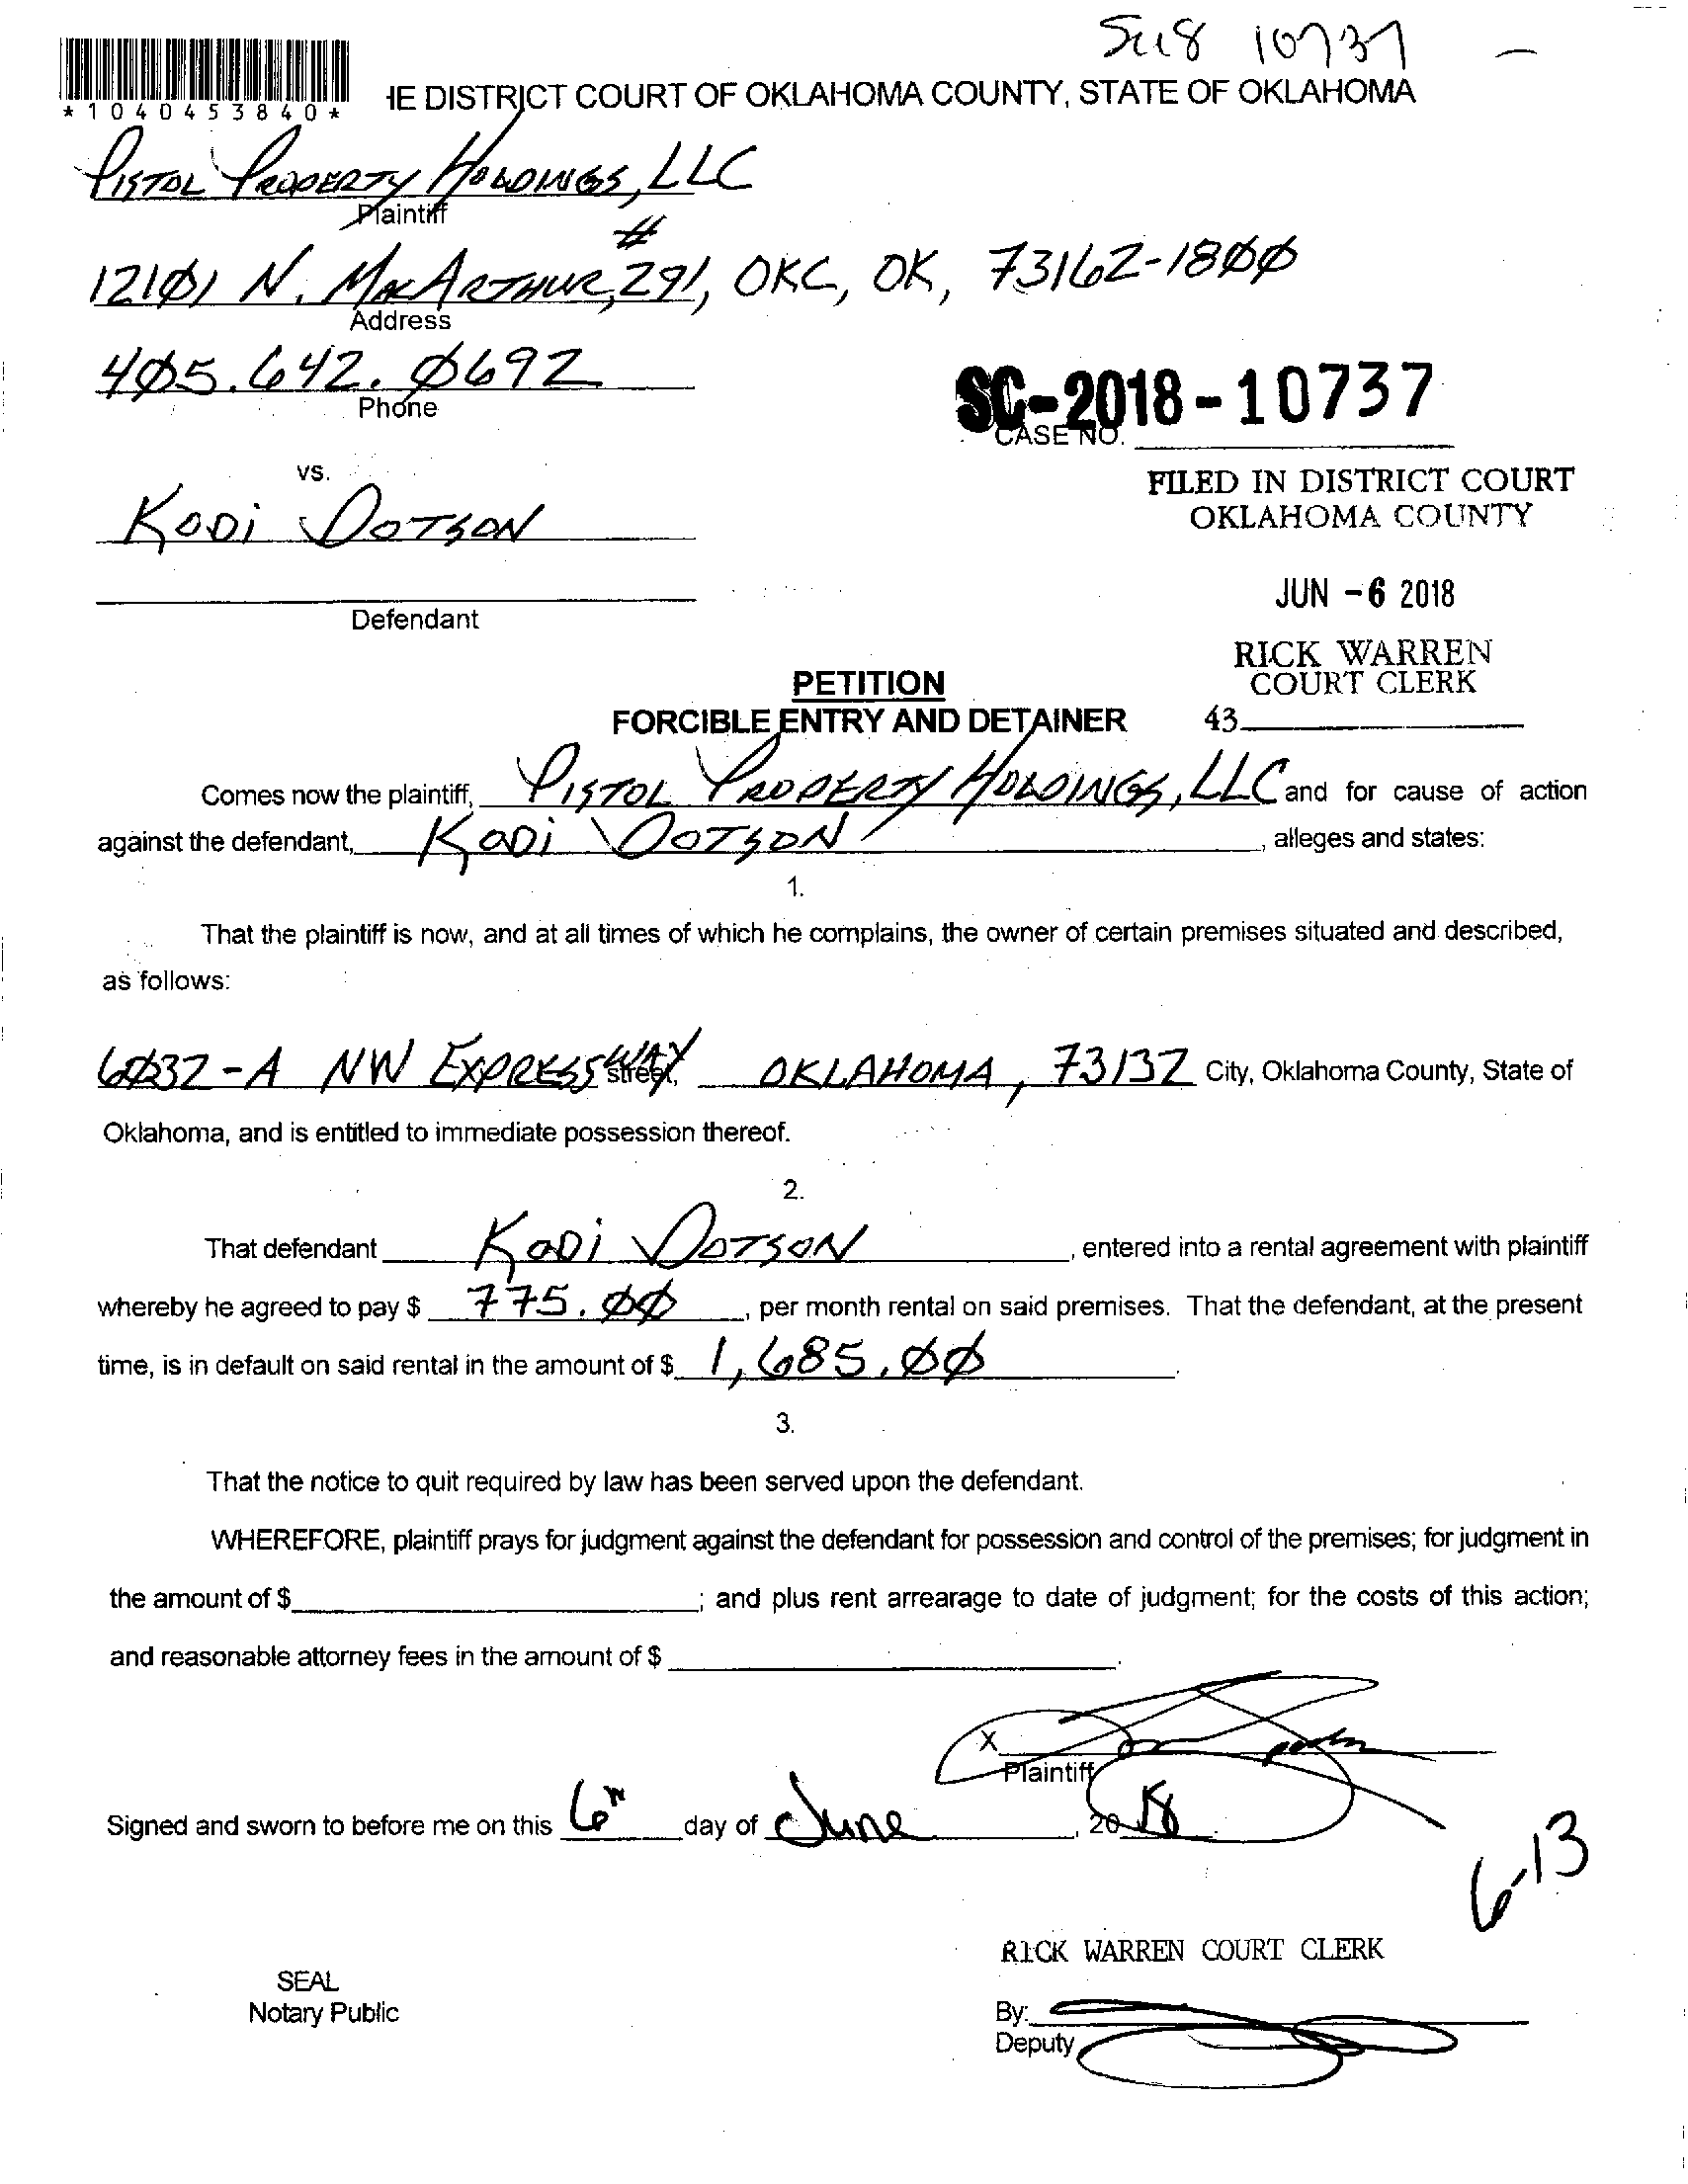 10737
*1040453840*
IE DISTRICT COURT OF OKLAHOMA COUNTY, STATE OF OKLAHOMA
PISTOL PROPERTY HOLDINGS, LLC
Plaintiff
#
12101 N. MACARTHUR, 291, OKC, OK, 73162-1800
Address
405.642.0692
Phone
SC-2018-10737
CASE NO.
vs.
FILED IN DISTRICT COURT
OKLAHOMA COUNTY
KODI DOTSON
JUN -6 2018
Defendant
RICK WARREN
COURT CLERK
PETITION
FORCIBLE ENTRY AND DETAINER
43
Comes now the plaintiff, PISTOL PROPERTY HOLDINGS, LLC and for cause of action
against the defendant, KODI DOTSON, alleges and states:
1.
That the plaintiff is now, and at all times of which he complains, the owner of certain premises situated and described,
as follows:
6032-A NW EXPRESSWAY street, OKLAHOMA, 73132 City, Oklahoma County, State of
Oklahoma, and is entitled to immediate possession thereof.
2.
That defendant KODI DOTSON, entered into a rental agreement with plaintiff
whereby he agreed to pay $ 775.00, per month rental on said premises. That the defendant, at the present
time, is in default on said rental in the amount of $ 1,685.00.
3.
That the notice to quit required by law has been served upon the defendant.
WHEREFORE, plaintiff prays for judgment against the defendant for possession and control of the premises; for judgment in
the amount of $ ; and plus rent arrearage to date of judgment; for the costs of this action;
and reasonable attorney fees in the amount of $ .
X
Plaintiff
Signed and sworn to before me on this 6th day of June, 2018.
6-13
RICK WARREN COURT CLERK
SEAL
Notary Public
By:
Deputy